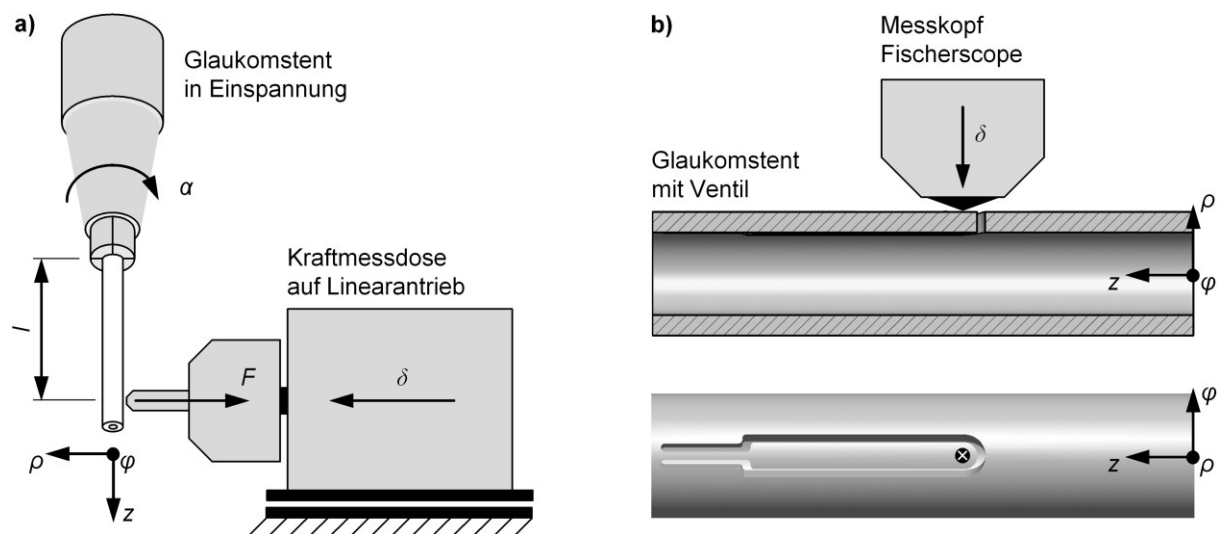 a)
Glaukomstent
in Einspannung
α
l
Kraftmessdose
auf Linearantrieb
F
δ
ρ
φ
z
b)
Messkopf
Fischerscope
δ
Glaukomstent
mit Ventil
ρ
z
φ
φ
z
ρ